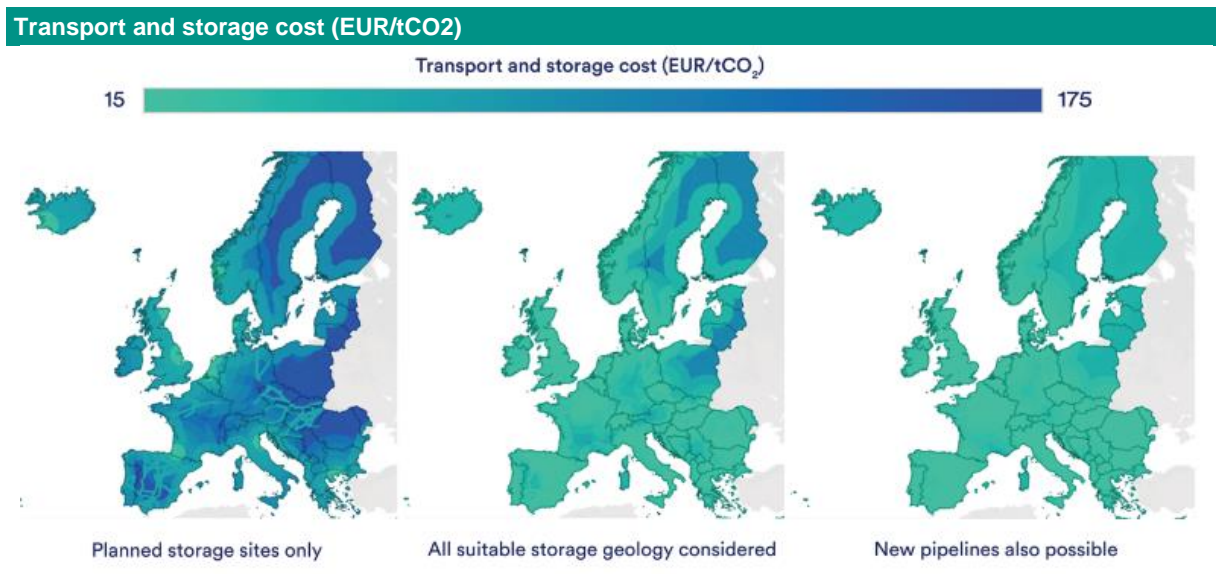 Transport and storage cost (EUR/tCO2)
Transport and storage cost (EUR/tCO₂)
15
175
Planned storage sites only
All suitable storage geology considered
New pipelines also possible